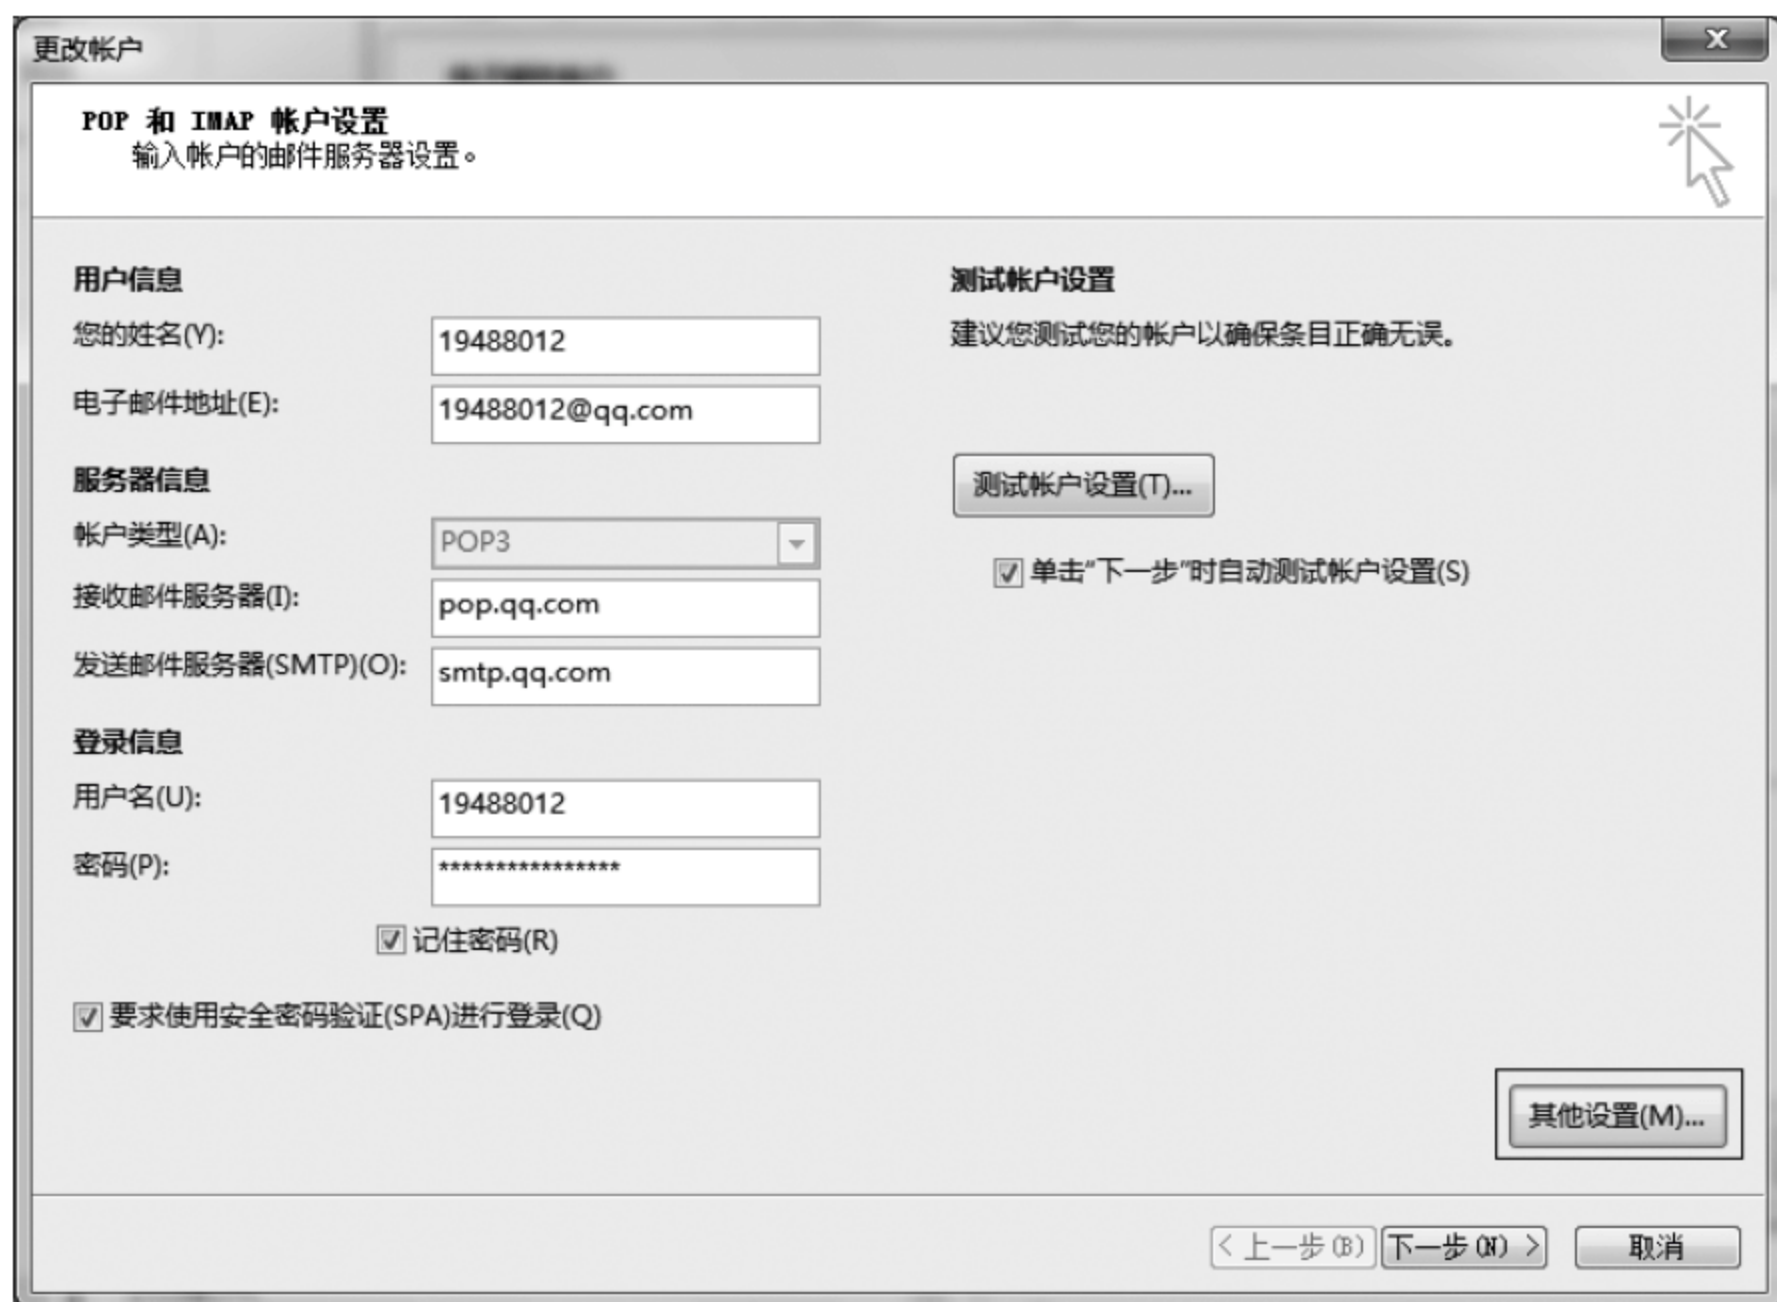 更改帐户
POP 和 IMAP 帐户设置
输入帐户的邮件服务器设置。
用户信息
您的姓名(Y):
19488012
电子邮件地址(E):
19488012@qq.com
服务器信息
帐户类型(A):
POP3
接收邮件服务器(I):
pop.qq.com
发送邮件服务器(SMTP)(O):
smtp.qq.com
登录信息
用户名(U):
19488012
密码(P):
****************
记住密码(R)
要求使用安全密码验证(SPA)进行登录(Q)
测试帐户设置
建议您测试您的帐户以确保条目正确无误。
测试帐户设置(T)...
单击"下一步"时自动测试帐户设置(S)
其他设置(M)...
< 上一步(B)
下一步(N) >
取消